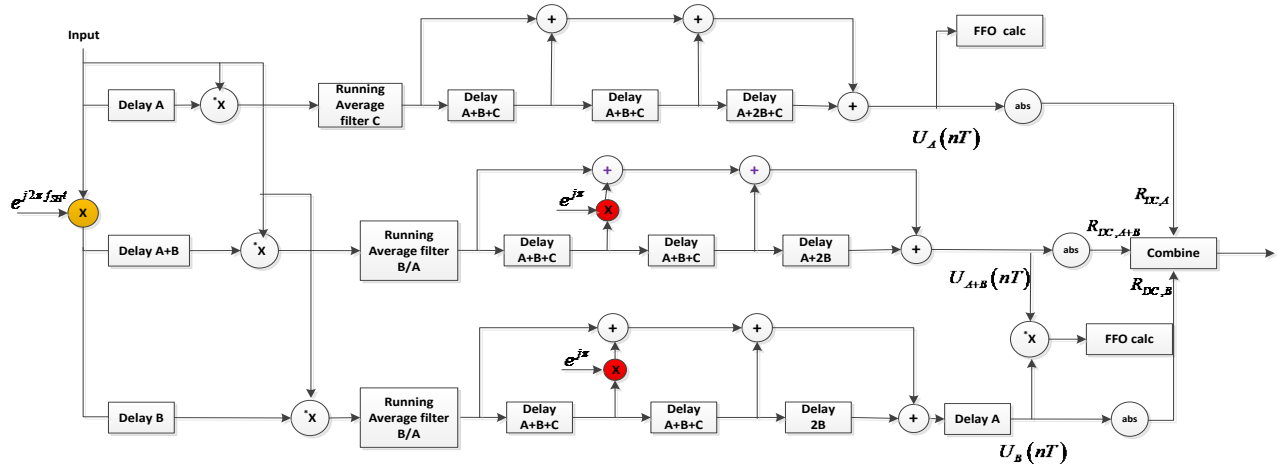 Input
FFO calc
+
+
Delay A
*X
Running
Average
filter C
Delay
A+B+C
Delay
A+B+C
Delay
A+2B+C
+
abs
U_A(nT)
e^{j2πf_{SH}t}
X
R_{DC,A}
+
+
e^{jπ}
X
Delay A+B
*X
Running
Average filter
B/A
Delay
A+B+C
Delay
A+B+C
Delay
A+2B
+
abs
R_{DC,A+B}
Combine
U_{A+B}(nT)
R_{DC,B}
+
+
*X
FFO calc
e^{jπ}
X
Delay B
*X
Running
Average filter
B/A
Delay
A+B+C
Delay
A+B+C
Delay
2B
+
Delay A
abs
U_B(nT)